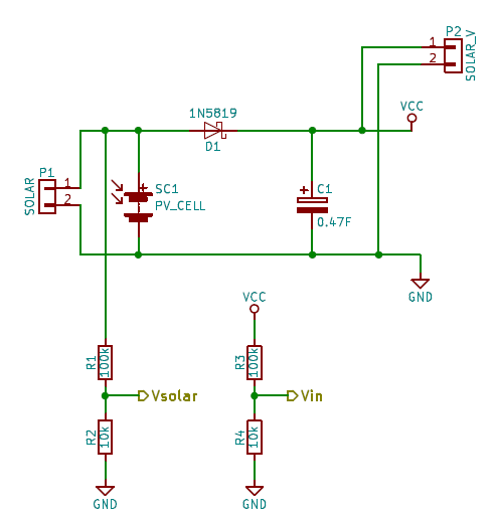 P2
1
2
SOLAR_V
1N5819
D1
VCC
P1
1
2
SOLAR
SC1
PV_CELL
+
C1
0.47F
+
GND
VCC
R1
100k
R3
100k
Vsolar
Vin
R2
10k
R4
10k
GND
GND